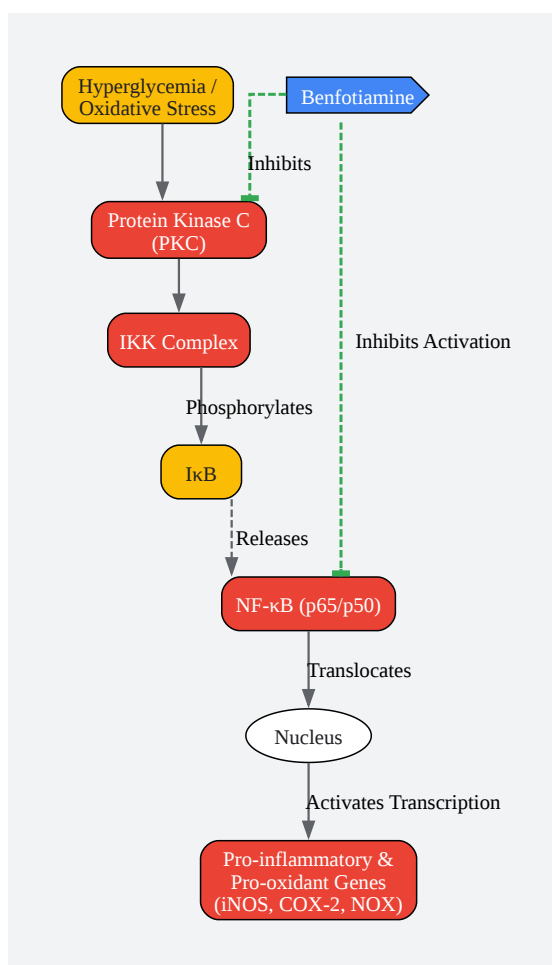 Hyperglycemia /
Oxidative Stress
Benfotiamine
Inhibits
Protein Kinase C
(PKC)
IKK Complex
Inhibits Activation
Phosphorylates
IκB
Releases
NF-κB (p65/p50)
Translocates
Nucleus
Activates Transcription
Pro-inflammatory &
Pro-oxidant Genes
(iNOS, COX-2, NOX)